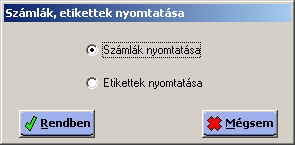 Számlák, etikettek nyomtatása
Számlák nyomtatása
Etikettek nyomtatása
Rendben
Mégsem